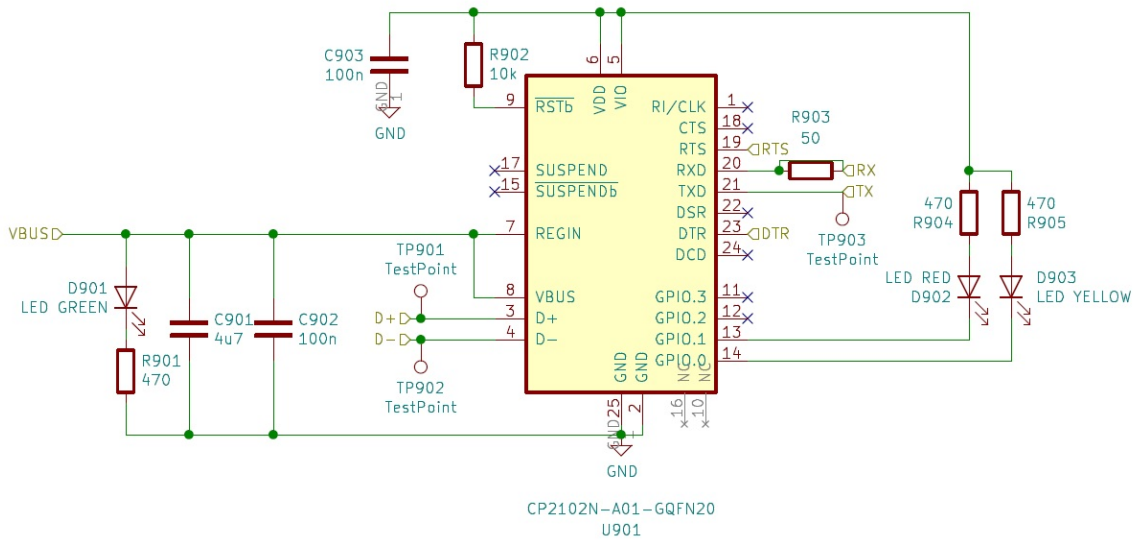 C903
100n
GND
1
GND
R902
10k
6
5
VDD
VIO
9
RSTb
17
SUSPEND
15
SUSPENDb
7
REGIN
8
VBUS
3
D+
4
D-
RI/CLK
1
CTS
18
RTS
19
RTS
RXD
20
TXD
21
DSR
22
DTR
23
DTR
DCD
24
GPIO.3
11
GPIO.2
12
GPIO.1
13
GPIO.0
14
R903
50
RX
TX
TP903
TestPoint
470
R904
470
R905
LED RED
D902
D903
LED YELLOW
VBUS
D901
LED GREEN
R901
470
C901
4u7
C902
100n
TP901
TestPoint
D+
D-
TP902
TestPoint
GND
GND
NC
NC
25
2
16
10
GND
1
GND
CP2102N-A01-GQFN20
U901